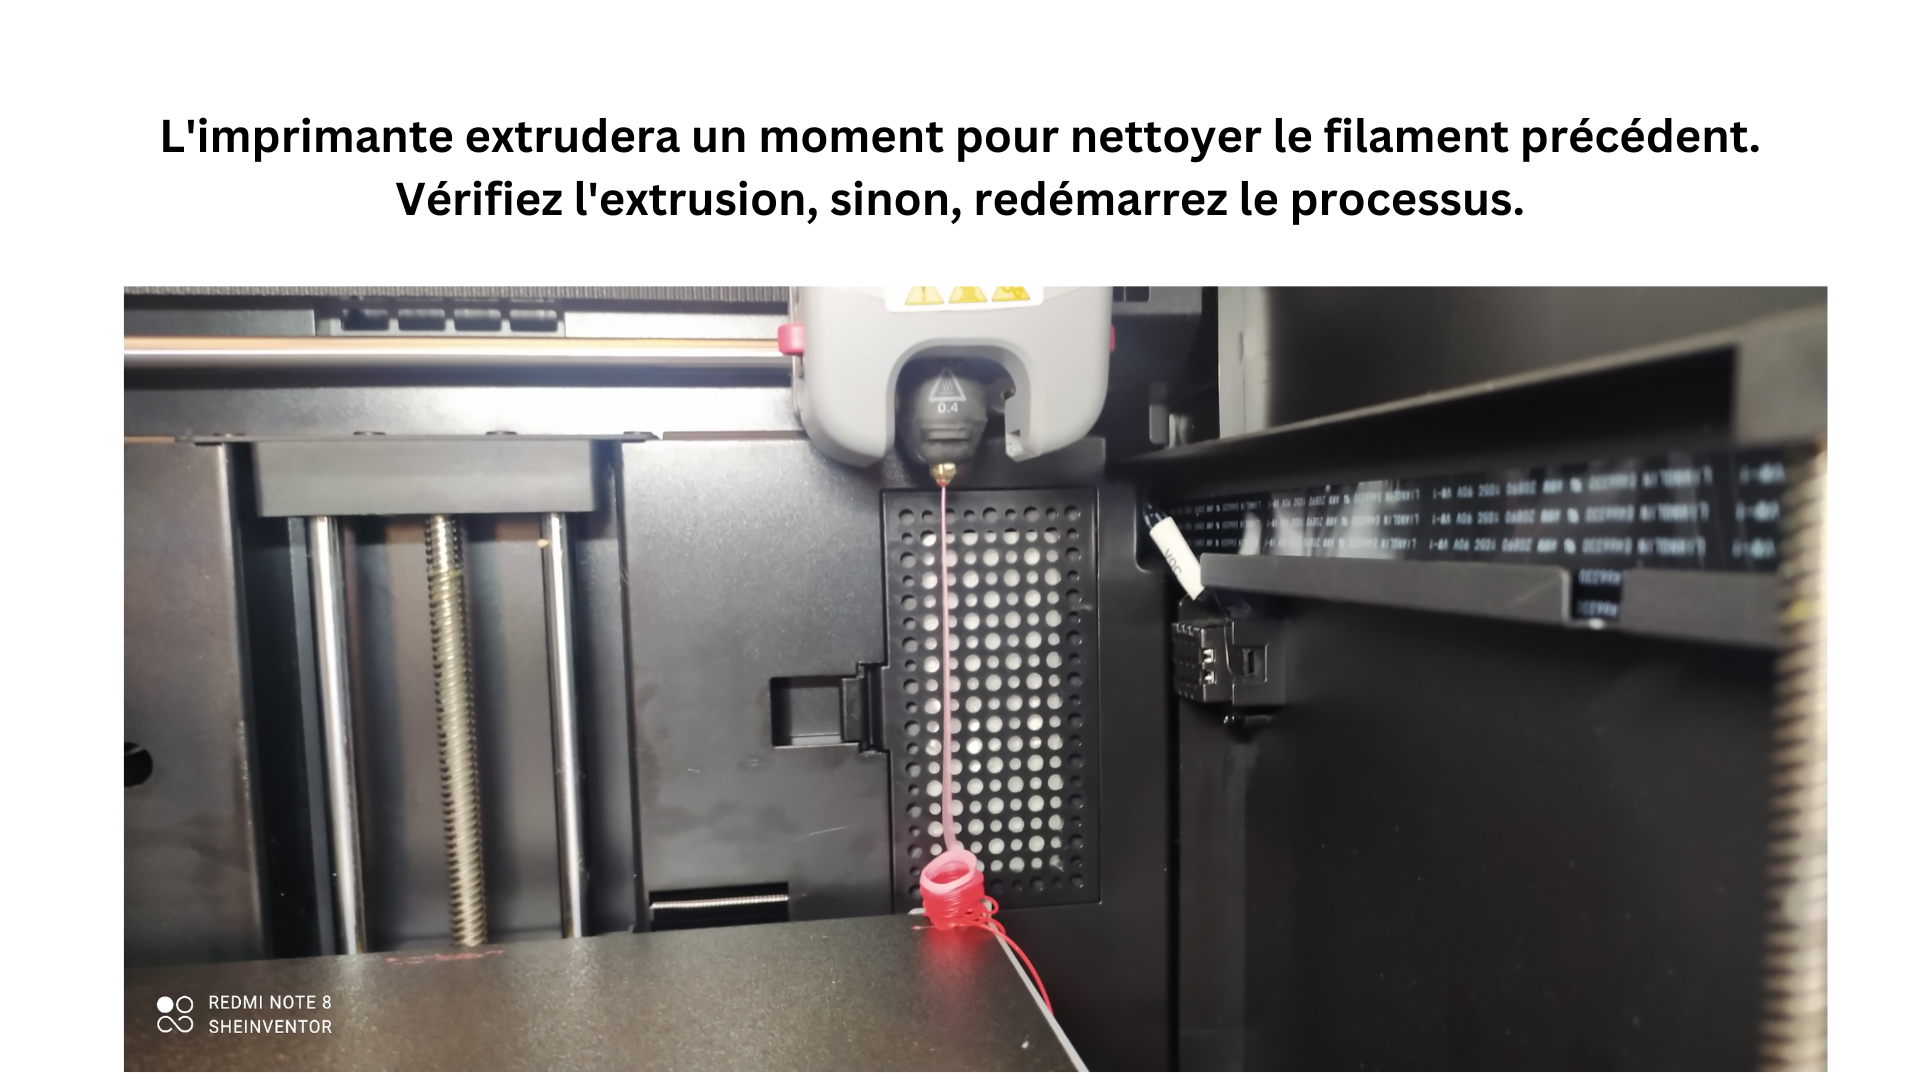 L'imprimante extrudera un moment pour nettoyer le filament précédent.
Vérifiez l'extrusion, sinon, redémarrez le processus.
0.4
VOC
REDMI NOTE 8
SHEINVENTOR